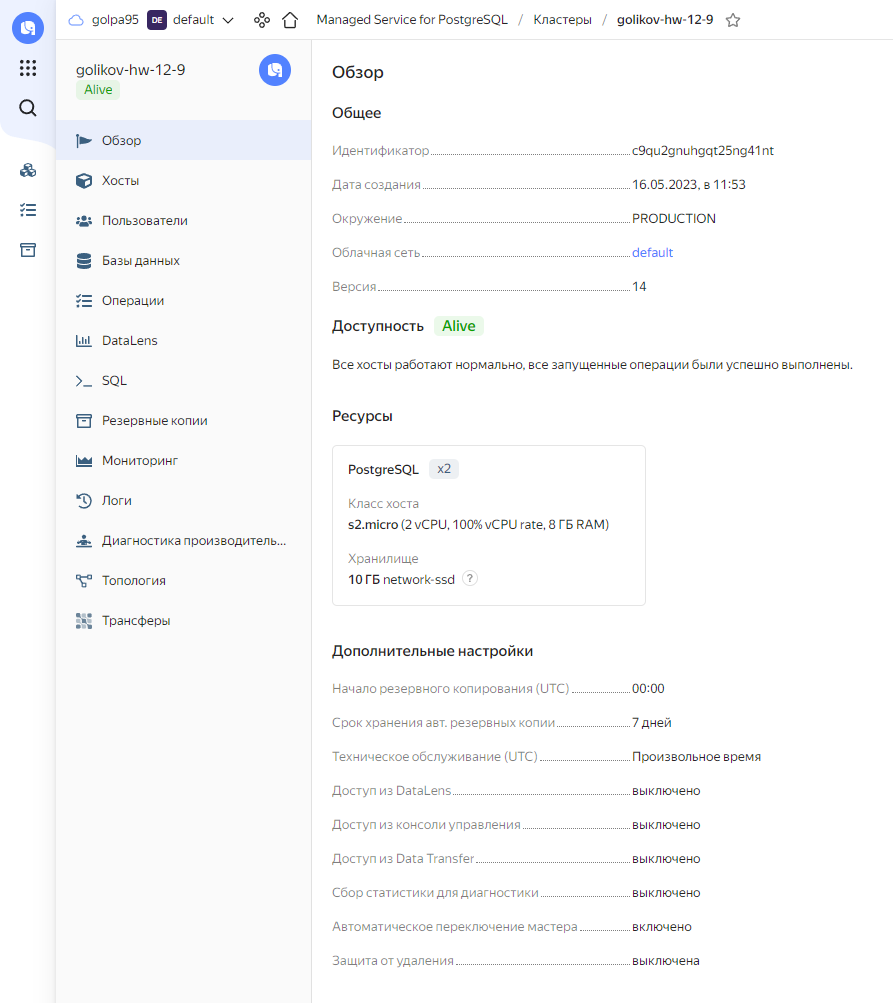 golpa95 DE default Managed Service for PostgreSQL / Кластеры / golikov-hw-12-9
golikov-hw-12-9
Alive
Обзор
Хосты
Пользователи
Базы данных
Операции
DataLens
SQL
Резервные копии
Мониторинг
Логи
Диагностика производитель...
Топология
Трансферы
Обзор
Общее
Идентификатор c9qu2gnuhgqt25ng41nt
Дата создания 16.05.2023, в 11:53
Окружение PRODUCTION
Облачная сеть default
Версия 14
Доступность Alive
Все хосты работают нормально, все запущенные операции были успешно выполнены.
Ресурсы
PostgreSQL x2
Класс хоста
s2.micro (2 vCPU, 100% vCPU rate, 8 ГБ RAM)
Хранилище
10 ГБ network-ssd ?
Дополнительные настройки
Начало резервного копирования (UTC) 00:00
Срок хранения авт. резервных копии 7 дней
Техническое обслуживание (UTC) Произвольное время
Доступ из DataLens выключено
Доступ из консоли управления выключено
Доступ из Data Transfer выключено
Сбор статистики для диагностики выключено
Автоматическое переключение мастера включено
Защита от удаления выключена